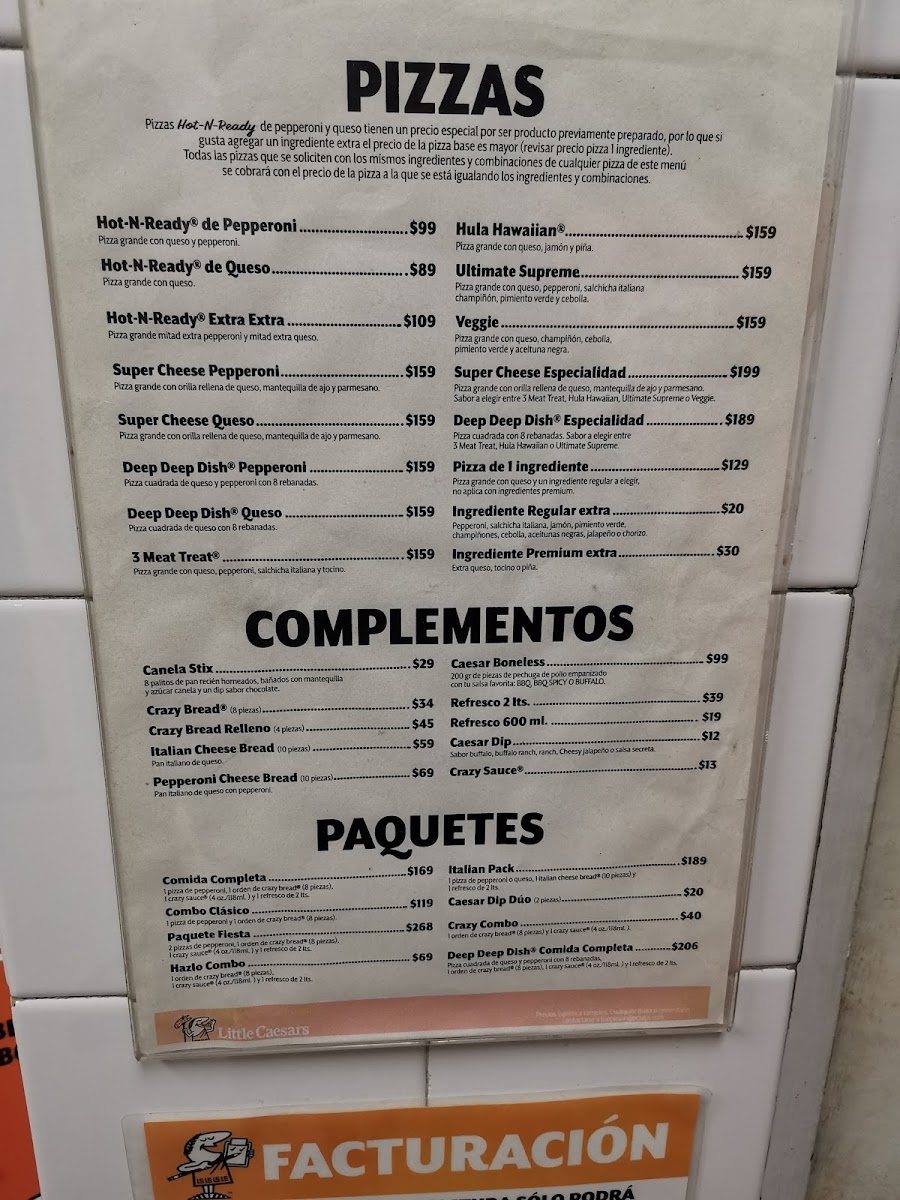 PIZZAS
Pizzas Hot-N-Ready de pepperoni y queso tienen un precio especial por ser producto previamente preparado, por lo que si
gusta agregar un ingrediente extra el precio de la pizza base es mayor (revisar precio pizza 1 ingrediente).
Todas las pizzas que se soliciten con los mismos ingredientes y combinaciones de cualquier pizza de este menú
se cobrará con el precio de la pizza a la que se está igualando los ingredientes y combinaciones.
Hot-N-Ready® de Pepperoni $99
Pizza grande con queso y pepperoni.
Hot-N-Ready® de Queso $89
Pizza grande con queso.
Hot-N-Ready® Extra Extra $109
Pizza grande mitad extra pepperoni y mitad extra queso.
Super Cheese Pepperoni $159
Pizza grande con orilla rellena de queso, mantequilla de ajo y parmesano.
Super Cheese Queso $159
Pizza grande con orilla rellena de queso, mantequilla de ajo y parmesano.
Deep Deep Dish® Pepperoni $159
Pizza cuadrada de queso y pepperoni con 8 rebanadas.
Deep Deep Dish® Queso $159
Pizza cuadrada de queso con 8 rebanadas.
3 Meat Treat® $159
Pizza grande con queso, pepperoni, salchicha italiana y tocino.
Hula Hawaiian® $159
Pizza grande con queso, jamón y piña.
Ultimate Supreme $159
Pizza grande con queso, pepperoni, salchicha italiana
champiñón, pimiento verde y cebolla.
Veggie $159
Pizza grande con queso, champiñón, cebolla,
pimiento verde y aceituna negra.
Super Cheese Especialidad $199
Pizza grande con orilla rellena de queso, mantequilla de ajo y parmesano.
Sabor a elegir entre 3 Meat Treat, Hula Hawaiian, Ultimate Supreme o Veggie.
Deep Deep Dish® Especialidad $189
Pizza cuadrada con 8 rebanadas. Sabor a elegir entre
3 Meat Treat, Hula Hawaiian o Ultimate Supreme.
Pizza de 1 ingrediente $129
Pizza grande con queso y un ingrediente regular a elegir,
no aplica con ingredientes premium.
Ingrediente Regular extra $20
Pepperoni, salchicha italiana, jamón, pimiento verde,
champiñones, cebolla, aceitunas negras, jalapeño o chorizo.
Ingrediente Premium extra $30
Extra queso, tocino o piña.
COMPLEMENTOS
Canela Stix $29
8 palitos de pan recién horneados, bañados con mantequilla
y azúcar canela y un dip sabor chocolate.
Crazy Bread® (8 piezas) $34
Crazy Bread Relleno (4 piezas) $45
Italian Cheese Bread (10 piezas) $59
Pan italiano de queso.
Pepperoni Cheese Bread (10 piezas) $69
Pan italiano de queso con pepperoni.
Caesar Boneless $99
200 gr de piezas de pechuga de pollo empanizado
con tu salsa favorita: BBQ, BBQ SPICY O BUFFALO.
Refresco 2 lts. $39
Refresco 600 ml. $19
Caesar Dip $12
Sabor buffalo, buffalo ranch, ranch, Cheesy jalapeño o salsa secreta.
Crazy Sauce® $13
PAQUETES
Comida Completa $169
1 pizza de pepperoni, 1 orden de crazy bread® (8 piezas),
1 crazy sauce® (4 oz./118ml.) y 1 refresco de 2 lts.
Combo Clásico $119
1 pizza de pepperoni y 1 orden de crazy bread® (8 piezas).
Paquete Fiesta $268
2 pizzas de pepperoni, 1 orden de crazy bread® (8 piezas),
1 crazy sauce® (4 oz./118ml.) y 1 refresco de 2 lts.
Hazlo Combo $69
1 orden de crazy bread® (8 piezas),
1 crazy sauce® (4 oz./118ml.) y 1 refresco de 2 lts.
Italian Pack $189
1 pizza de pepperoni o queso, 1 italian cheese bread® (10 piezas) y
1 refresco de 2 lts.
Caesar Dip Dúo (2 piezas) $20
Crazy Combo $40
1 orden de crazy bread® (8 piezas) y 1 crazy sauce® (4 oz./118ml.).
Deep Deep Dish® Comida Completa $206
Pizza cuadrada de queso y pepperoni con 8 rebanadas,
1 orden de crazy bread® (8 piezas), 1 crazy sauce® (4 oz./118ml.) y 1 refresco de 2 lts.
Little Caesars
FACTURACIÓN
SÓLO PODRÁ